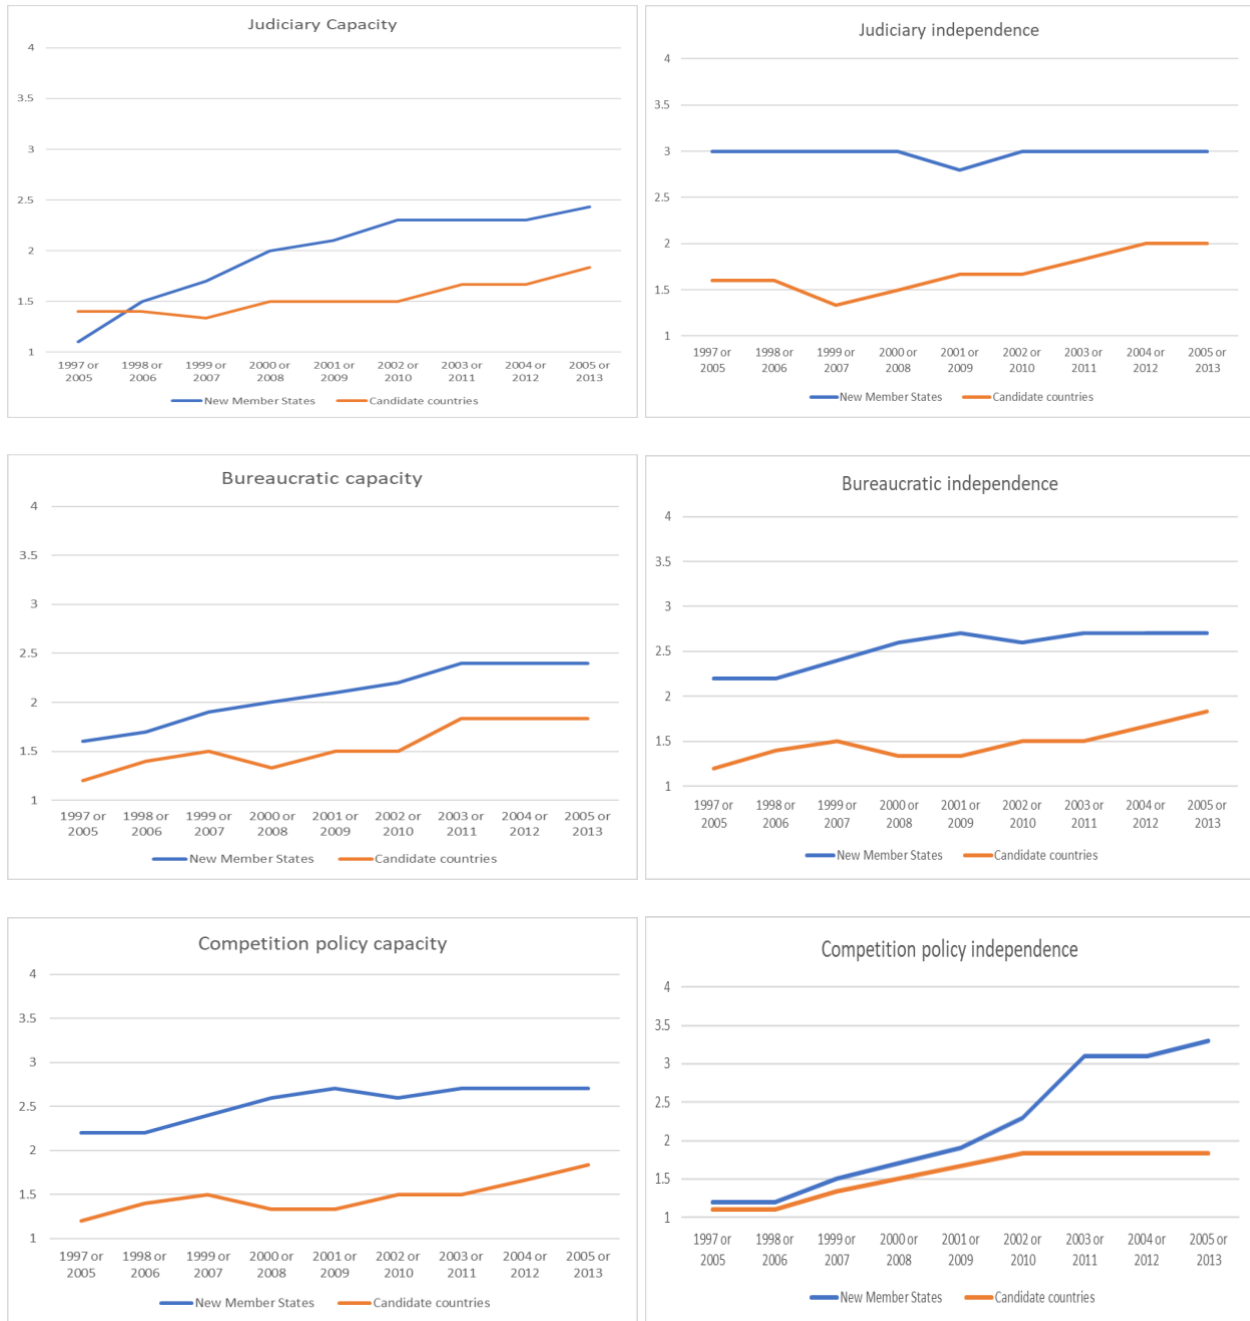 Judiciary Capacity
4
3.5
3
2.5
2
1.5
1
1997 or 1998 or 1999 or 2000 or 2001 or 2002 or 2003 or 2004 or 2005 or
2005 2006 2007 2008 2009 2010 2011 2012 2013
New Member States Candidate countries
Judiciary independence
4
3.5
3
2.5
2
1.5
1
1997 or 1998 or 1999 or 2000 or 2001 or 2002 or 2003 or 2004 or 2005 or
2005 2006 2007 2008 2009 2010 2011 2012 2013
New Member States Candidate countries
Bureaucratic capacity
4
3.5
3
2.5
2
1.5
1
1997 or 1998 or 1999 or 2000 or 2001 or 2002 or 2003 or 2004 or 2005 or
2005 2006 2007 2008 2009 2010 2011 2012 2013
New Member States Candidate countries
Bureaucratic independence
4
3.5
3
2.5
2
1.5
1
1997 or 1998 or 1999 or 2000 or 2001 or 2002 or 2003 or 2004 or 2005 or
2005 2006 2007 2008 2009 2010 2011 2012 2013
New Member States Candidate countries
Competition policy capacity
4
3.5
3
2.5
2
1.5
1
1997 or 1998 or 1999 or 2000 or 2001 or 2002 or 2003 or 2004 or 2005 or
2005 2006 2007 2008 2009 2010 2011 2012 2013
New Member States Candidate countries
Competition policy independence
4
3.5
3
2.5
2
1.5
1
1997 or 1998 or 1999 or 2000 or 2001 or 2002 or 2003 or 2004 or 2005 or
2005 2006 2007 2008 2009 2010 2011 2012 2013
New Member States Candidate countries